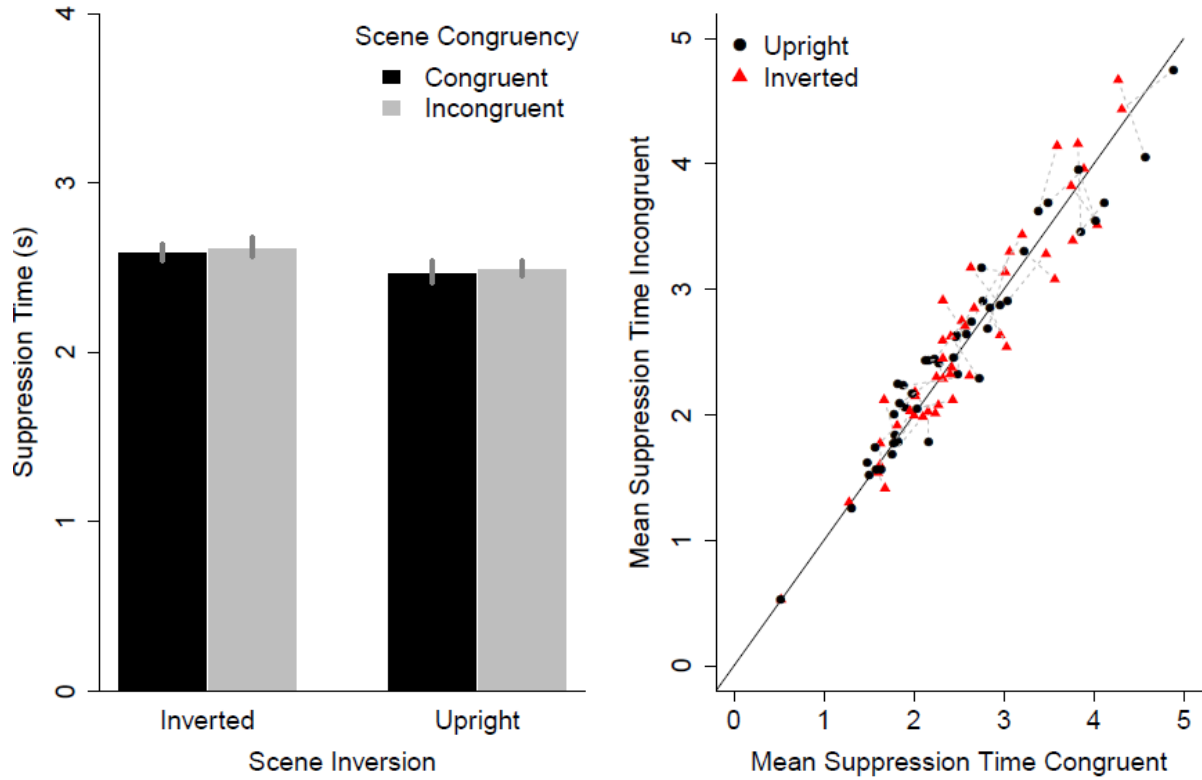 Suppression Time (s)
4
3
2
1
0
Scene Congruency
Congruent
Incongruent
Inverted
Upright
Scene Inversion
Mean Suppression Time Incongruent
5
4
3
2
1
0
Upright
Inverted
0 1 2 3 4 5
Mean Suppression Time Congruent